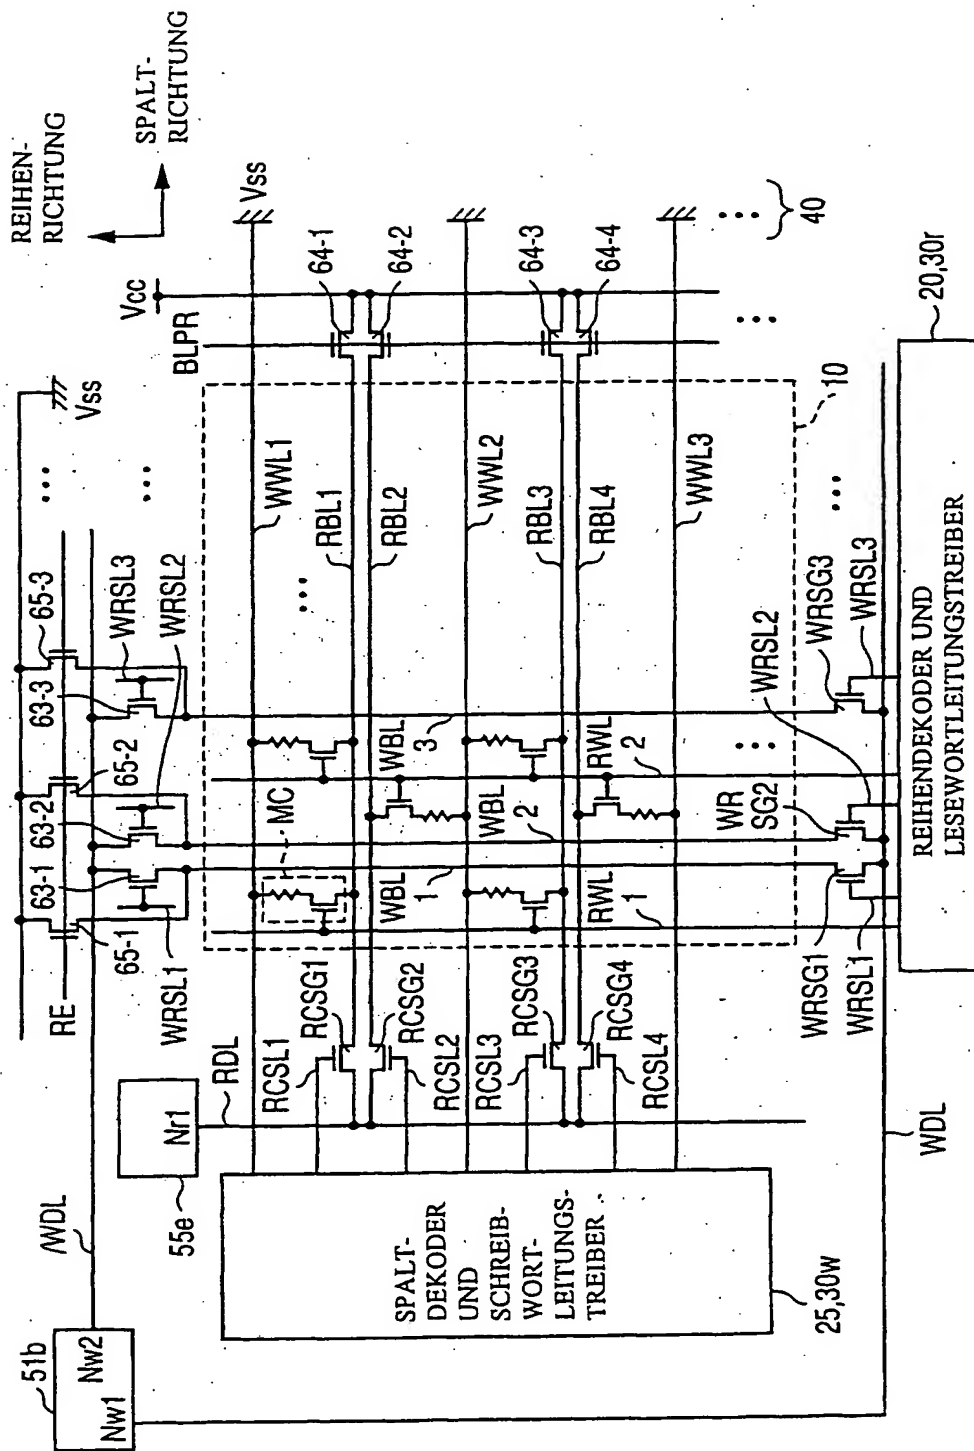 REIHEN-
RICHTUNG
SPALT-
RICHTUNG
51b
Nw2
Nw1
/WDL
55e
Nr1
RDL
RE
65-1
63-1
63-2
65-2
63-3
65-3
WRSL1
WRSL3
WRSL2
Vss
BLPR
Vcc
Vss
WWL1
WWL2
WWL3
RBL1
RBL2
RBL3
RBL4
64-1
64-2
64-3
64-4
40
MC
WBL
1
WBL
2
WBL
3
RWL
1
RWL
2
RCSL1
RCSG1
RCSG2
RCSL2
RCSL3
RCSG3
RCSG4
RCSL4
10
SPALT-
DEKODER
UND
SCHREIB-
WORT-
LEITUNGS-
TREIBER
25,30w
WDL
WRSG1
WRSL1
WR
SG2
WRSL2
WRSG3
WRSL3
REIHENDEKODER UND
LESEWORTLEITUNGSTREIBER
20,30r